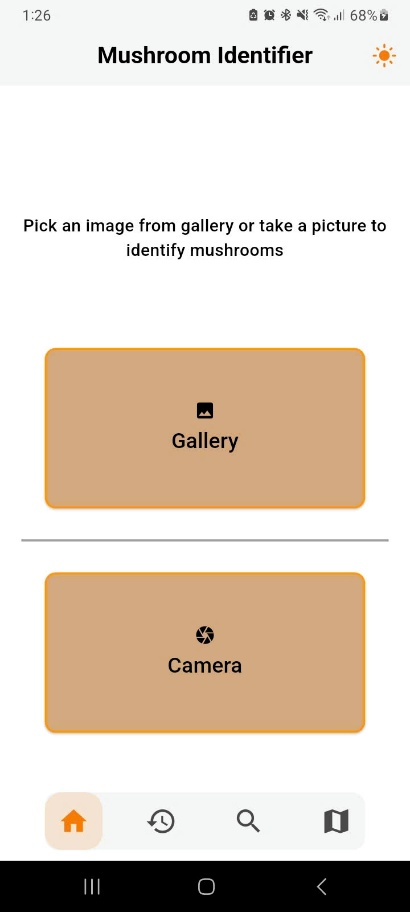 1:26
68%
Mushroom Identifier
Pick an image from gallery or take a picture to
identify mushrooms
Gallery
Camera